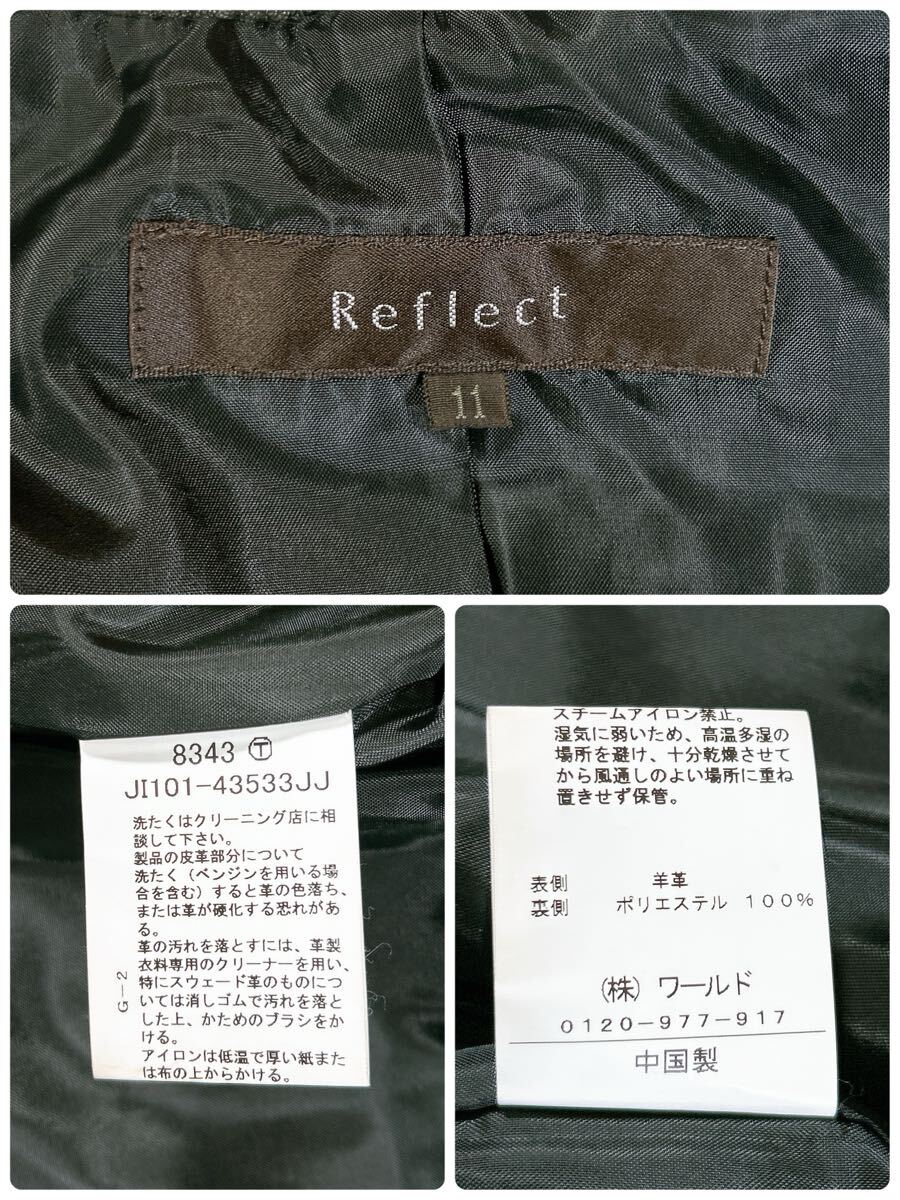 Reflect
11
8343 Ⓣ
JI101-43533JJ
洗たくはクリーニング店に相
談して下さい。
製品の皮革部分について
洗たく（ベンジンを用いる場
合を含む）すると革の色落ち、
または革が硬化する恐れがあ
る。
革の汚れを落とすには、革製
衣料専用のクリーナーを用い、
特にスウェード革のものにつ
いては消しゴムで汚れを落と
した上、かためのブラシをか
ける。
アイロンは低温で厚い紙また
は布の上からかける。
G-2
スチームアイロン禁止。
湿気に弱いため、高温多湿の
場所を避け、十分乾燥させて
から風通しのよい場所に重ね
置きせず保管。
表側 羊革
裏側 ポリエステル 100%
(株) ワールド
0120-977-917
中国製